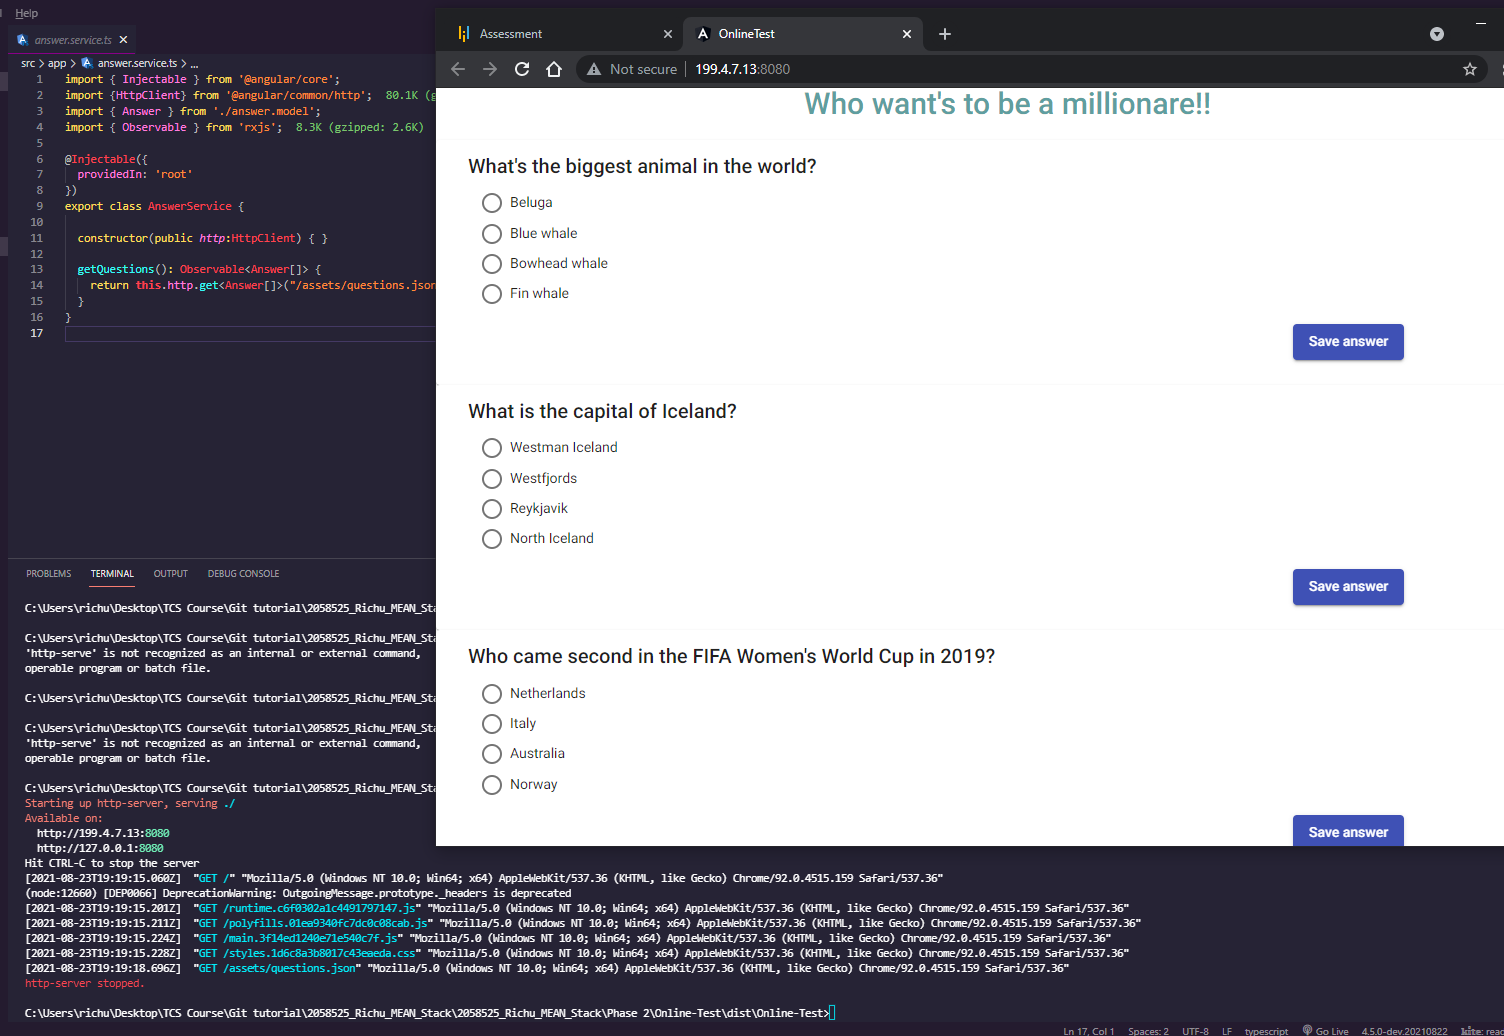 Help
answer.service.ts
src > app > answer.service.ts > ...
1 import { Injectable } from '@angular/core';
2 import {HttpClient} from '@angular/common/http'; 80.1K (g
3 import { Answer } from './answer.model';
4 import { Observable } from 'rxjs'; 8.3K (gzipped: 2.6K)
5
6 @Injectable({
7 providedIn: 'root'
8 })
9 export class AnswerService {
10
11 constructor(public http:HttpClient) { }
12
13 getQuestions(): Observable<Answer[]> {
14 return this.http.get<Answer[]>("/assets/questions.json
15 }
16 }
17
Assessment
OnlineTest
Not secure
199.4.7.13:8080
Who want's to be a millionare!!
What's the biggest animal in the world?
Beluga
Blue whale
Bowhead whale
Fin whale
Save answer
What is the capital of Iceland?
Westman Iceland
Westfjords
Reykjavik
North Iceland
Save answer
Who came second in the FIFA Women's World Cup in 2019?
Netherlands
Italy
Australia
Norway
Save answer
PROBLEMS TERMINAL OUTPUT DEBUG CONSOLE
C:\Users\richu\Desktop\TCS Course\Git tutorial\2058525_Richu_MEAN_Sta
C:\Users\richu\Desktop\TCS Course\Git tutorial\2058525_Richu_MEAN_Sta
'http-serve' is not recognized as an internal or external command,
operable program or batch file.
C:\Users\richu\Desktop\TCS Course\Git tutorial\2058525_Richu_MEAN_Sta
C:\Users\richu\Desktop\TCS Course\Git tutorial\2058525_Richu_MEAN_Sta
'http-serve' is not recognized as an internal or external command,
operable program or batch file.
C:\Users\richu\Desktop\TCS Course\Git tutorial\2058525_Richu_MEAN_Sta
Starting up http-server, serving ./
Available on:
http://199.4.7.13:8080
http://127.0.0.1:8080
Hit CTRL-C to stop the server
[2021-08-23T19:19:15.060Z] "GET /" "Mozilla/5.0 (Windows NT 10.0; Win64; x64) AppleWebKit/537.36 (KHTML, like Gecko) Chrome/92.0.4515.159 Safari/537.36"
(node:12660) [DEP0066] DeprecationWarning: OutgoingMessage.prototype._headers is deprecated
[2021-08-23T19:19:15.201Z] "GET /runtime.c6f0302a1c4491797147.js" "Mozilla/5.0 (Windows NT 10.0; Win64; x64) AppleWebKit/537.36 (KHTML, like Gecko) Chrome/92.0.4515.159 Safari/537.36"
[2021-08-23T19:19:15.211Z] "GET /polyfills.01ea9340fc7dc0c08cab.js" "Mozilla/5.0 (Windows NT 10.0; Win64; x64) AppleWebKit/537.36 (KHTML, like Gecko) Chrome/92.0.4515.159 Safari/537.36"
[2021-08-23T19:19:15.224Z] "GET /main.3f14ed1240e71e540c7f.js" "Mozilla/5.0 (Windows NT 10.0; Win64; x64) AppleWebKit/537.36 (KHTML, like Gecko) Chrome/92.0.4515.159 Safari/537.36"
[2021-08-23T19:19:15.228Z] "GET /styles.1d6c8a3b8017c43eaeda.css" "Mozilla/5.0 (Windows NT 10.0; Win64; x64) AppleWebKit/537.36 (KHTML, like Gecko) Chrome/92.0.4515.159 Safari/537.36"
[2021-08-23T19:19:18.696Z] "GET /assets/questions.json" "Mozilla/5.0 (Windows NT 10.0; Win64; x64) AppleWebKit/537.36 (KHTML, like Gecko) Chrome/92.0.4515.159 Safari/537.36"
http-server stopped.
C:\Users\richu\Desktop\TCS Course\Git tutorial\2058525_Richu_MEAN_Stack\2058525_Richu_MEAN_Stack\Phase 2\Online-Test\dist\Online-Test>
Ln 17, Col 1 Spaces: 2 UTF-8 LF typescript Go Live 4.5.0-dev.20210822 kite: read